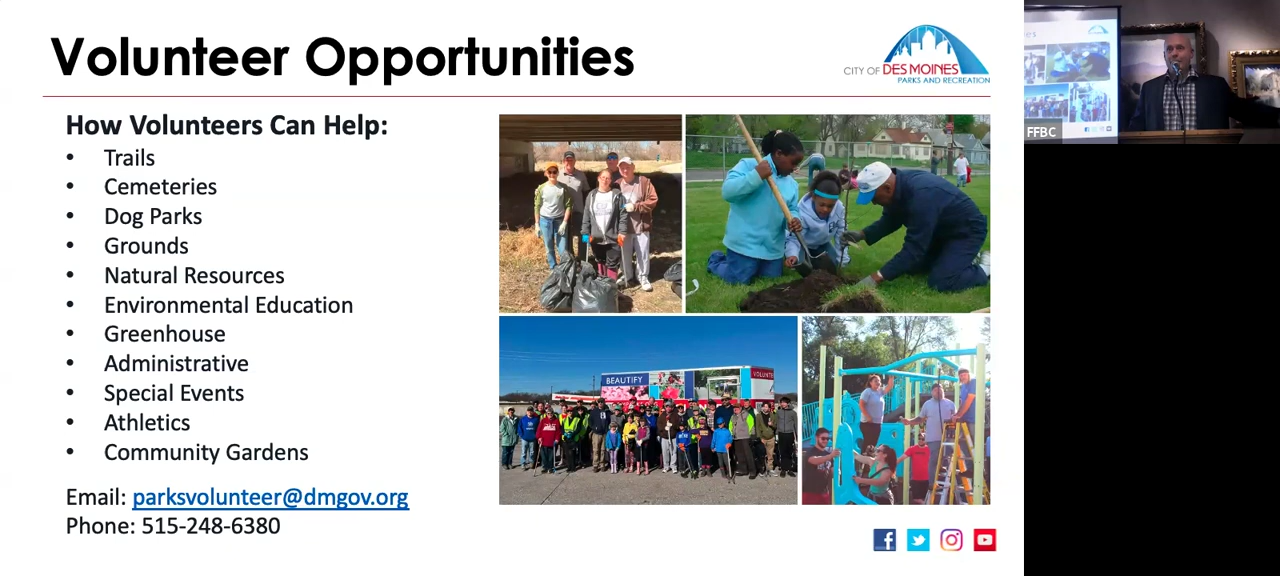 Volunteer Opportunities
CITY OF DES MOINES
PARKS AND RECREATION
How Volunteers Can Help:
• Trails
• Cemeteries
• Dog Parks
• Grounds
• Natural Resources
• Environmental Education
• Greenhouse
• Administrative
• Special Events
• Athletics
• Community Gardens
Email: parksvolunteer@dmgov.org
Phone: 515-248-6380
BEAUTIFY
FFBC